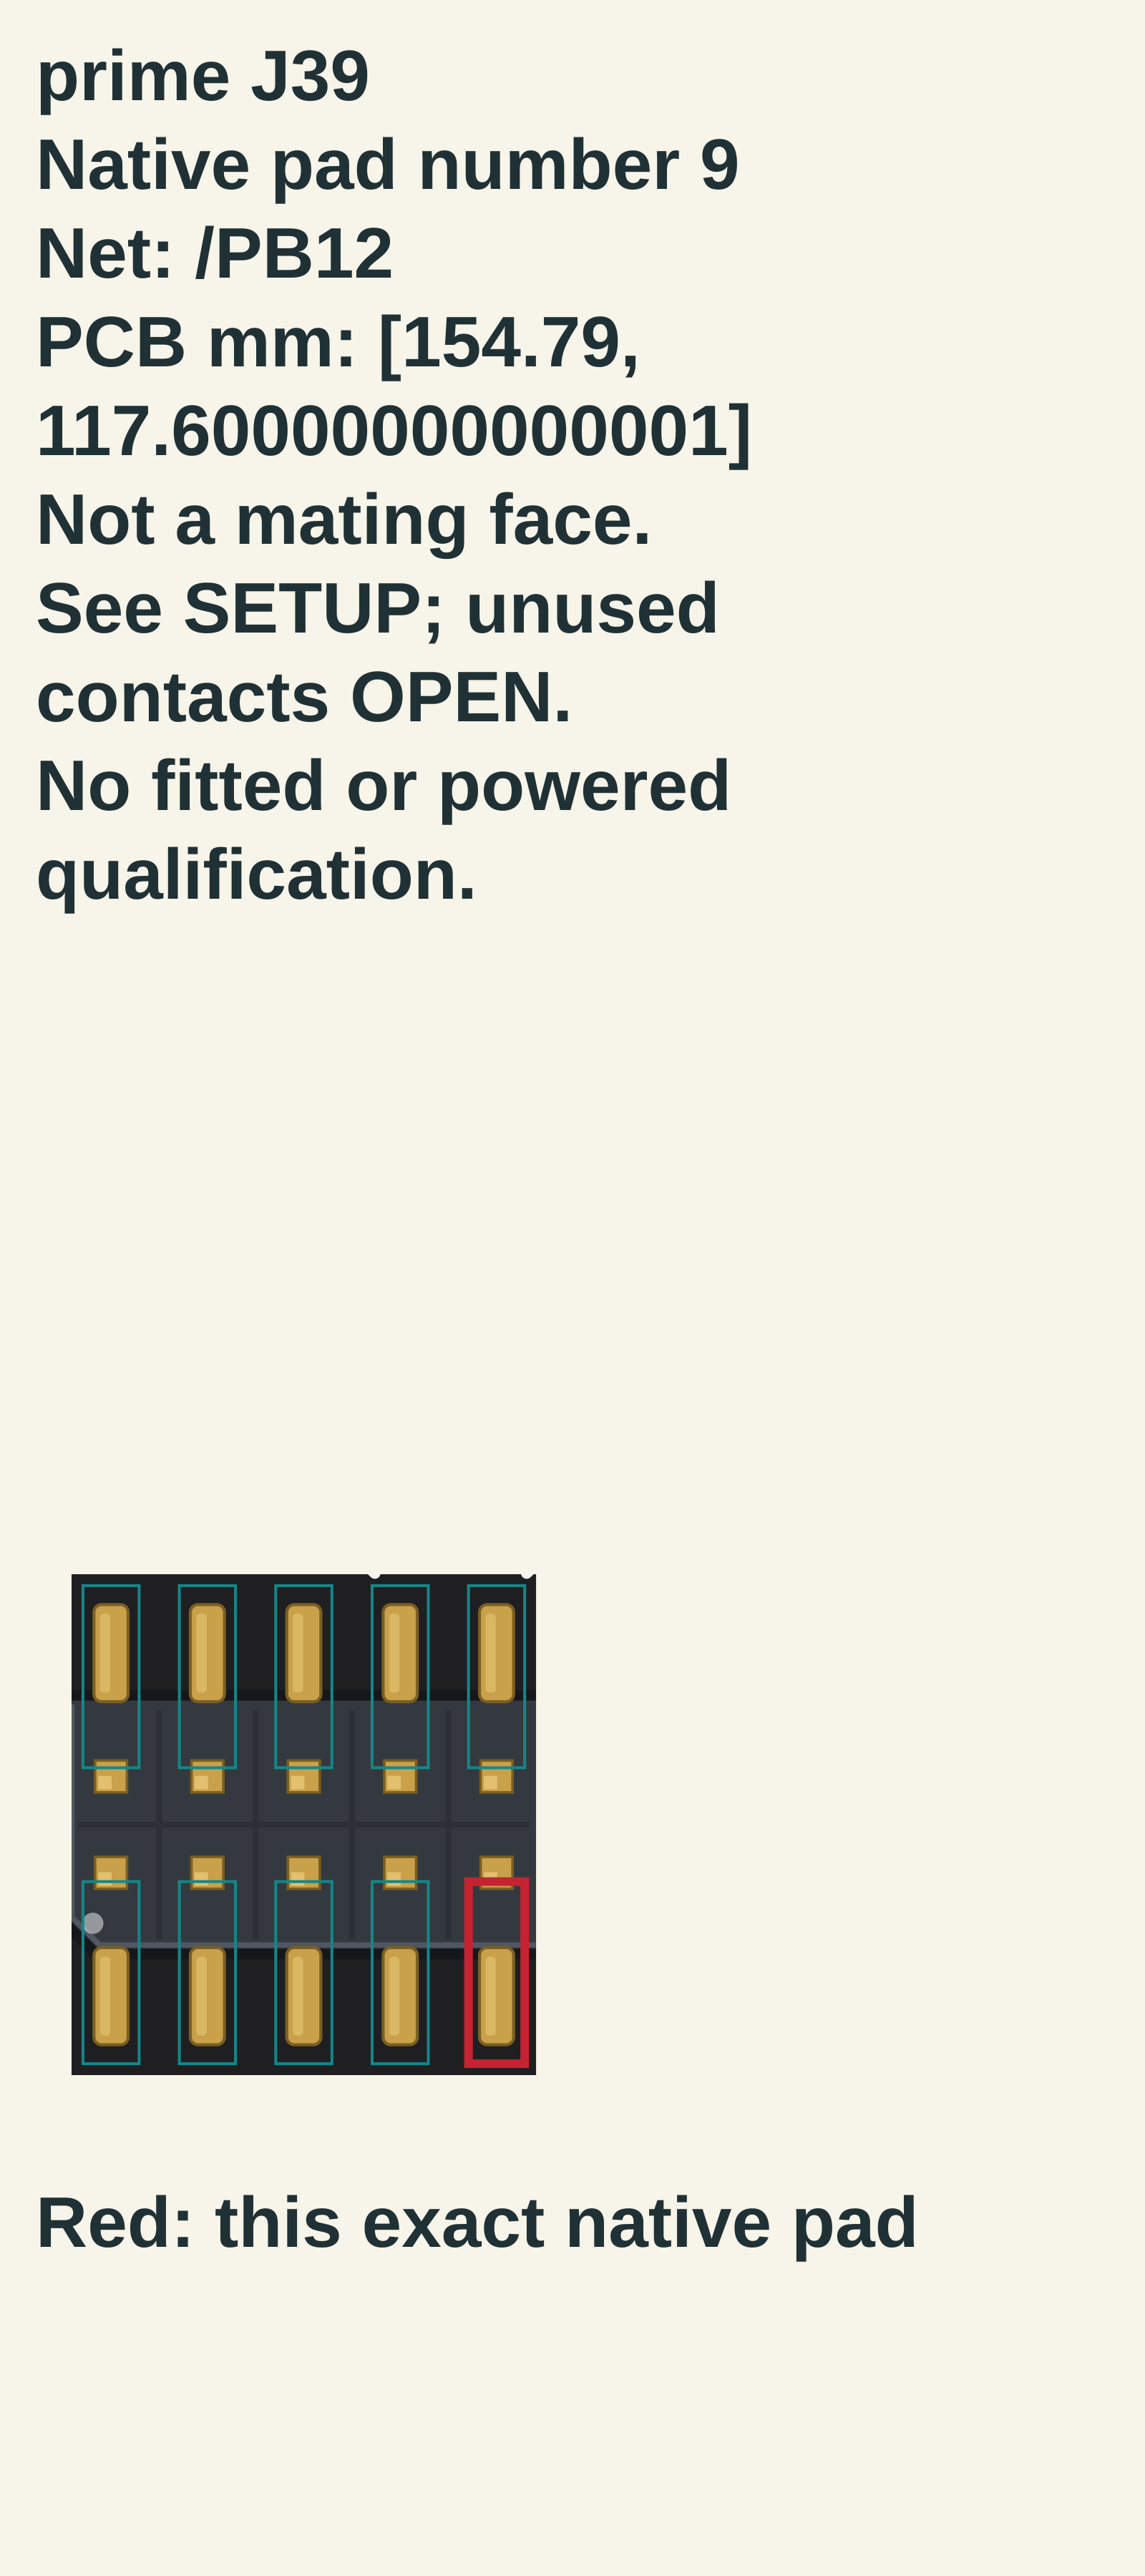 prime J39
Native pad number 9
Net: /PB12
PCB mm: [154.79,
117.60000000000001]
Not a mating face.
See SETUP; unused
contacts OPEN.
No fitted or powered
qualification.
Red: this exact native pad